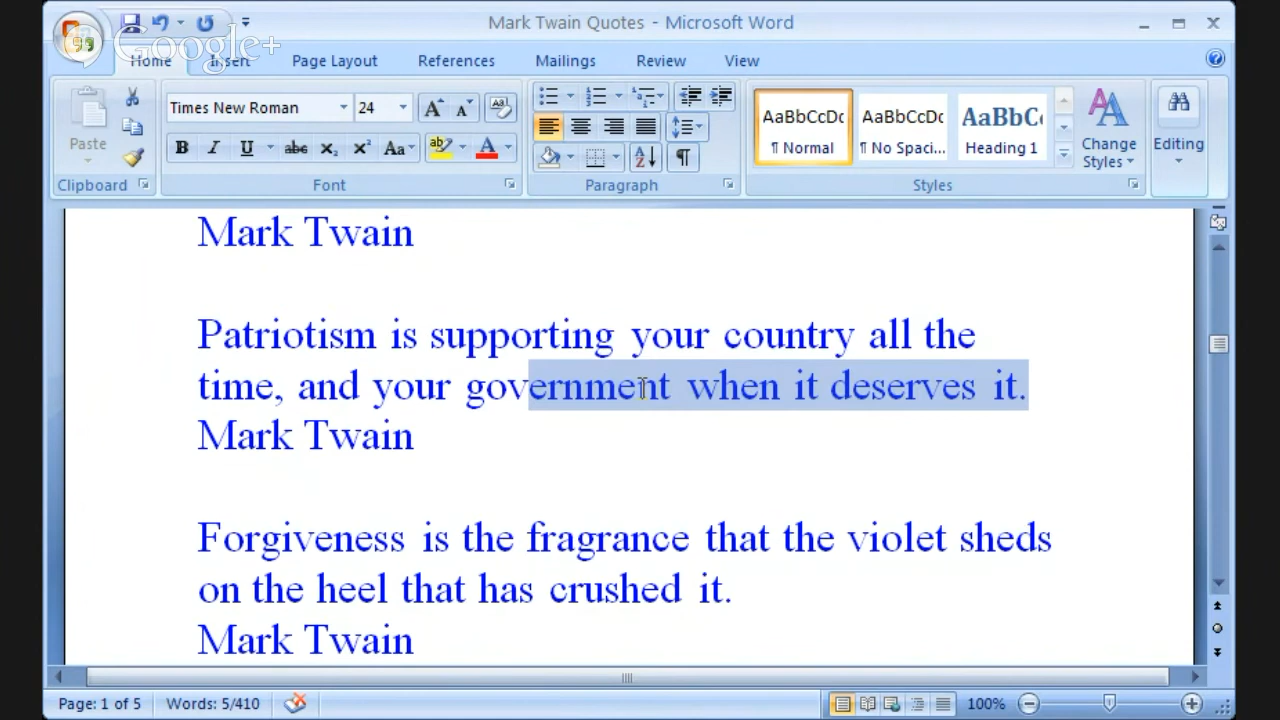 Mark Twain Quotes - Microsoft Word
Google+
Home Insert Page Layout References Mailings Review View
Paste
Clipboard
Times New Roman 24
Font
Paragraph
AaBbCcDc AaBbCcDc AaBbC
¶ Normal ¶ No Spaci... Heading 1
Change Styles
Styles
Editing
Mark Twain
Patriotism is supporting your country all the
time, and your government when it deserves it.
Mark Twain
Forgiveness is the fragrance that the violet sheds
on the heel that has crushed it.
Mark Twain
Page: 1 of 5 Words: 5/410 100%